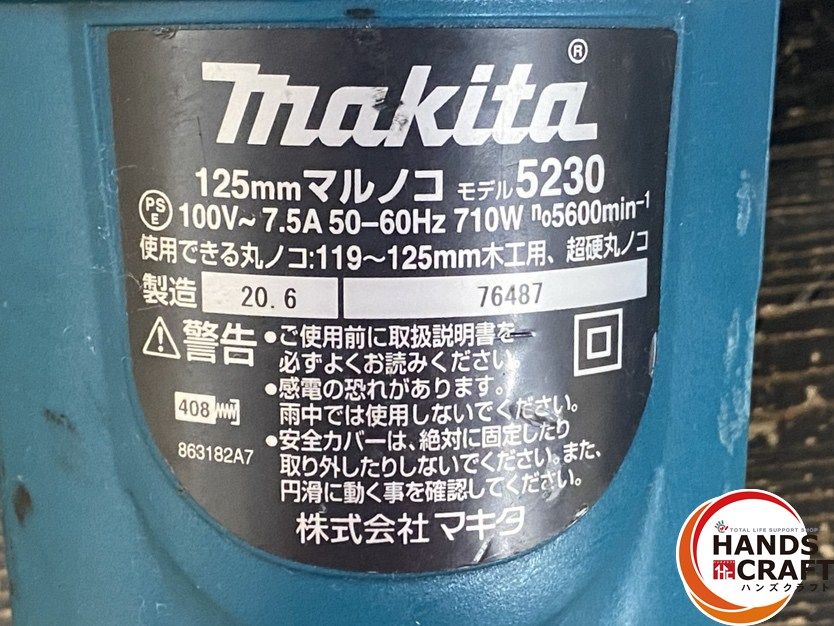 makita®
125mmマルノコ モデル 5230
PS E 100V~ 7.5A 50-60Hz 710W no5600min-1
使用できる丸ノコ:119~125mm木工用、超硬丸ノコ
製造 20.6 76487
警告 ●ご使用前に取扱説明書を
必ずよくお読みください。
●感電の恐れがあります。
雨中では使用しないでください。
408
●安全カバーは、絶対に固定したり
863182A7
取り外したりしないでください。また、
円滑に動く事を確認してください。
株式会社 マキタ
TOTAL LIFE SUPPORT SHOP
HANDS
CRAFT
ハンズクラフト